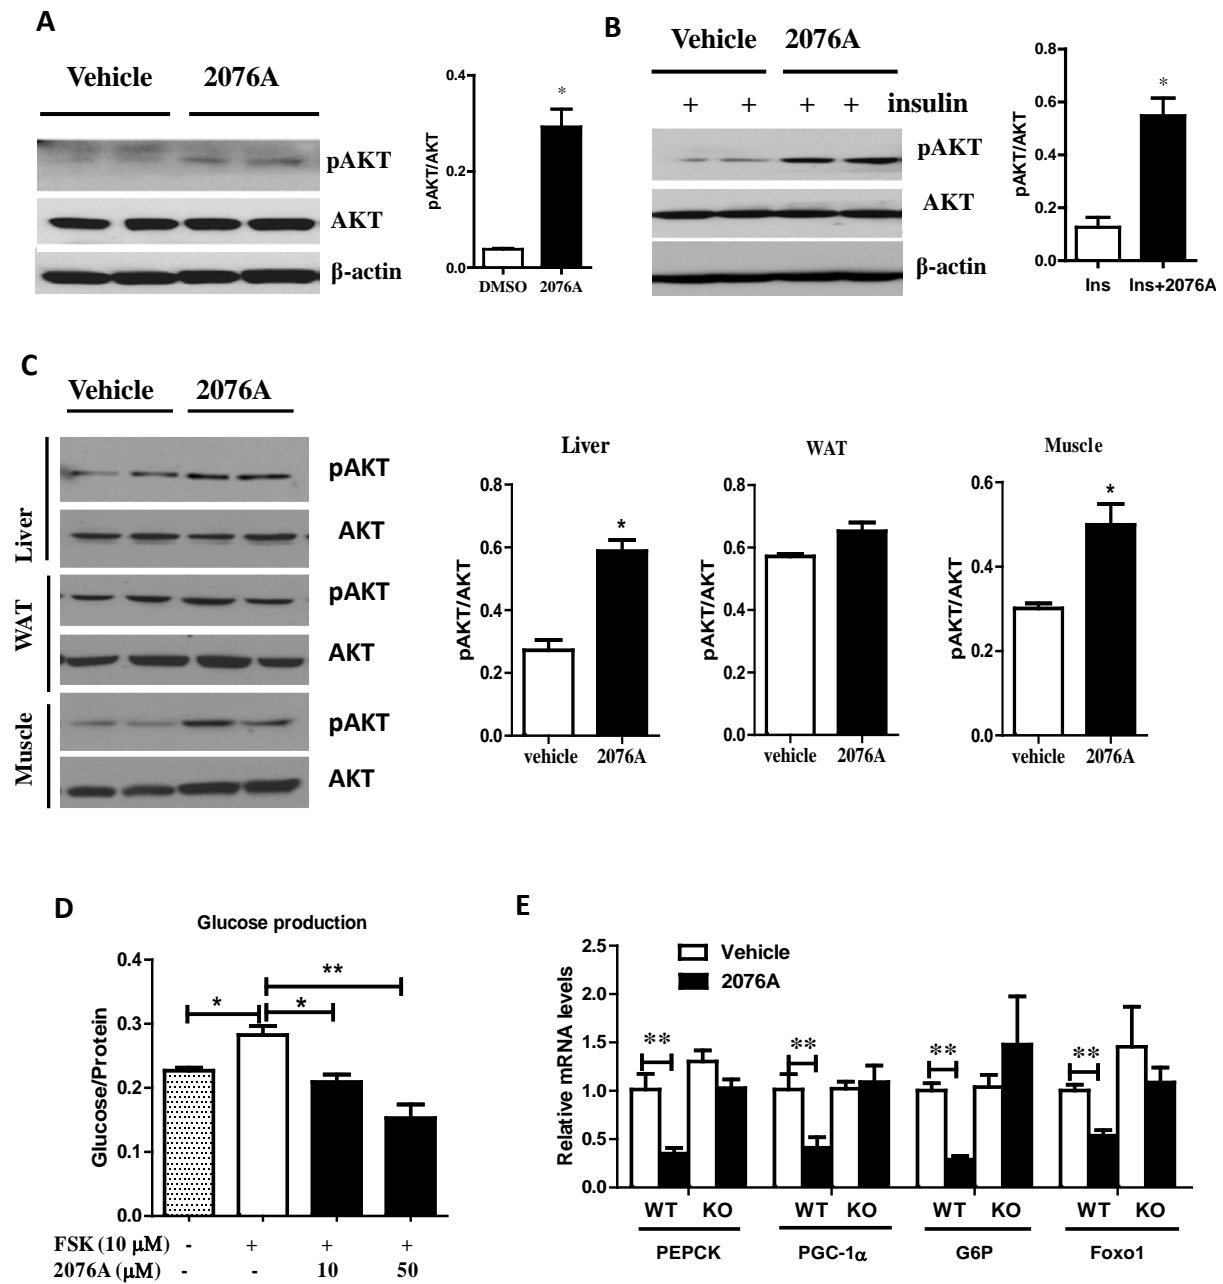 A
Vehicle 2076A
pAKT
AKT
β-actin
pAKT/AKT
0.4
0.2
0.0
*
DMSO 2076A
B
Vehicle 2076A
+ + + + insulin
pAKT
AKT
β-actin
pAKT/AKT
0.8
0.6
0.4
0.2
0.0
*
Ins Ins+2076A
C
Vehicle 2076A
Liver
pAKT
AKT
WAT
pAKT
AKT
Muscle
pAKT
AKT
Liver
pAKT/AKT
0.8
0.6
0.4
0.2
0.0
*
vehicle 2076A
WAT
pAKT/AKT
0.8
0.6
0.4
0.2
0.0
vehicle 2076A
Muscle
pAKT/AKT
0.6
0.4
0.2
0.0
*
vehicle 2076A
D
Glucose production
Glucose/Protein
0.4
0.3
0.2
0.1
0.0
**
* *
FSK (10 μM) - + + +
2076A (μM) - - 10 50
E
Relative mRNA levels
2.5
2.0
1.5
1.0
0.5
0.0
Vehicle
2076A
** ** ** **
WT KO WT KO WT KO WT KO
PEPCK PGC-1α G6P Foxo1